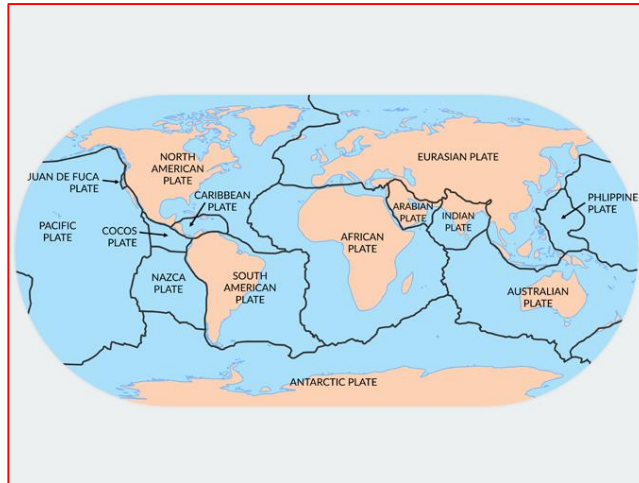 NORTH
AMERICAN
PLATE
EURASIAN PLATE
JUAN DE FUCA
PLATE
CARIBBEAN
PLATE
ARABIAN
PLATE
INDIAN
PLATE
PHLIPPINE
PLATE
PACIFIC
PLATE
COCOS
PLATE
AFRICAN
PLATE
NAZCA
PLATE
SOUTH
AMERICAN
PLATE
AUSTRALIAN
PLATE
ANTARCTIC PLATE